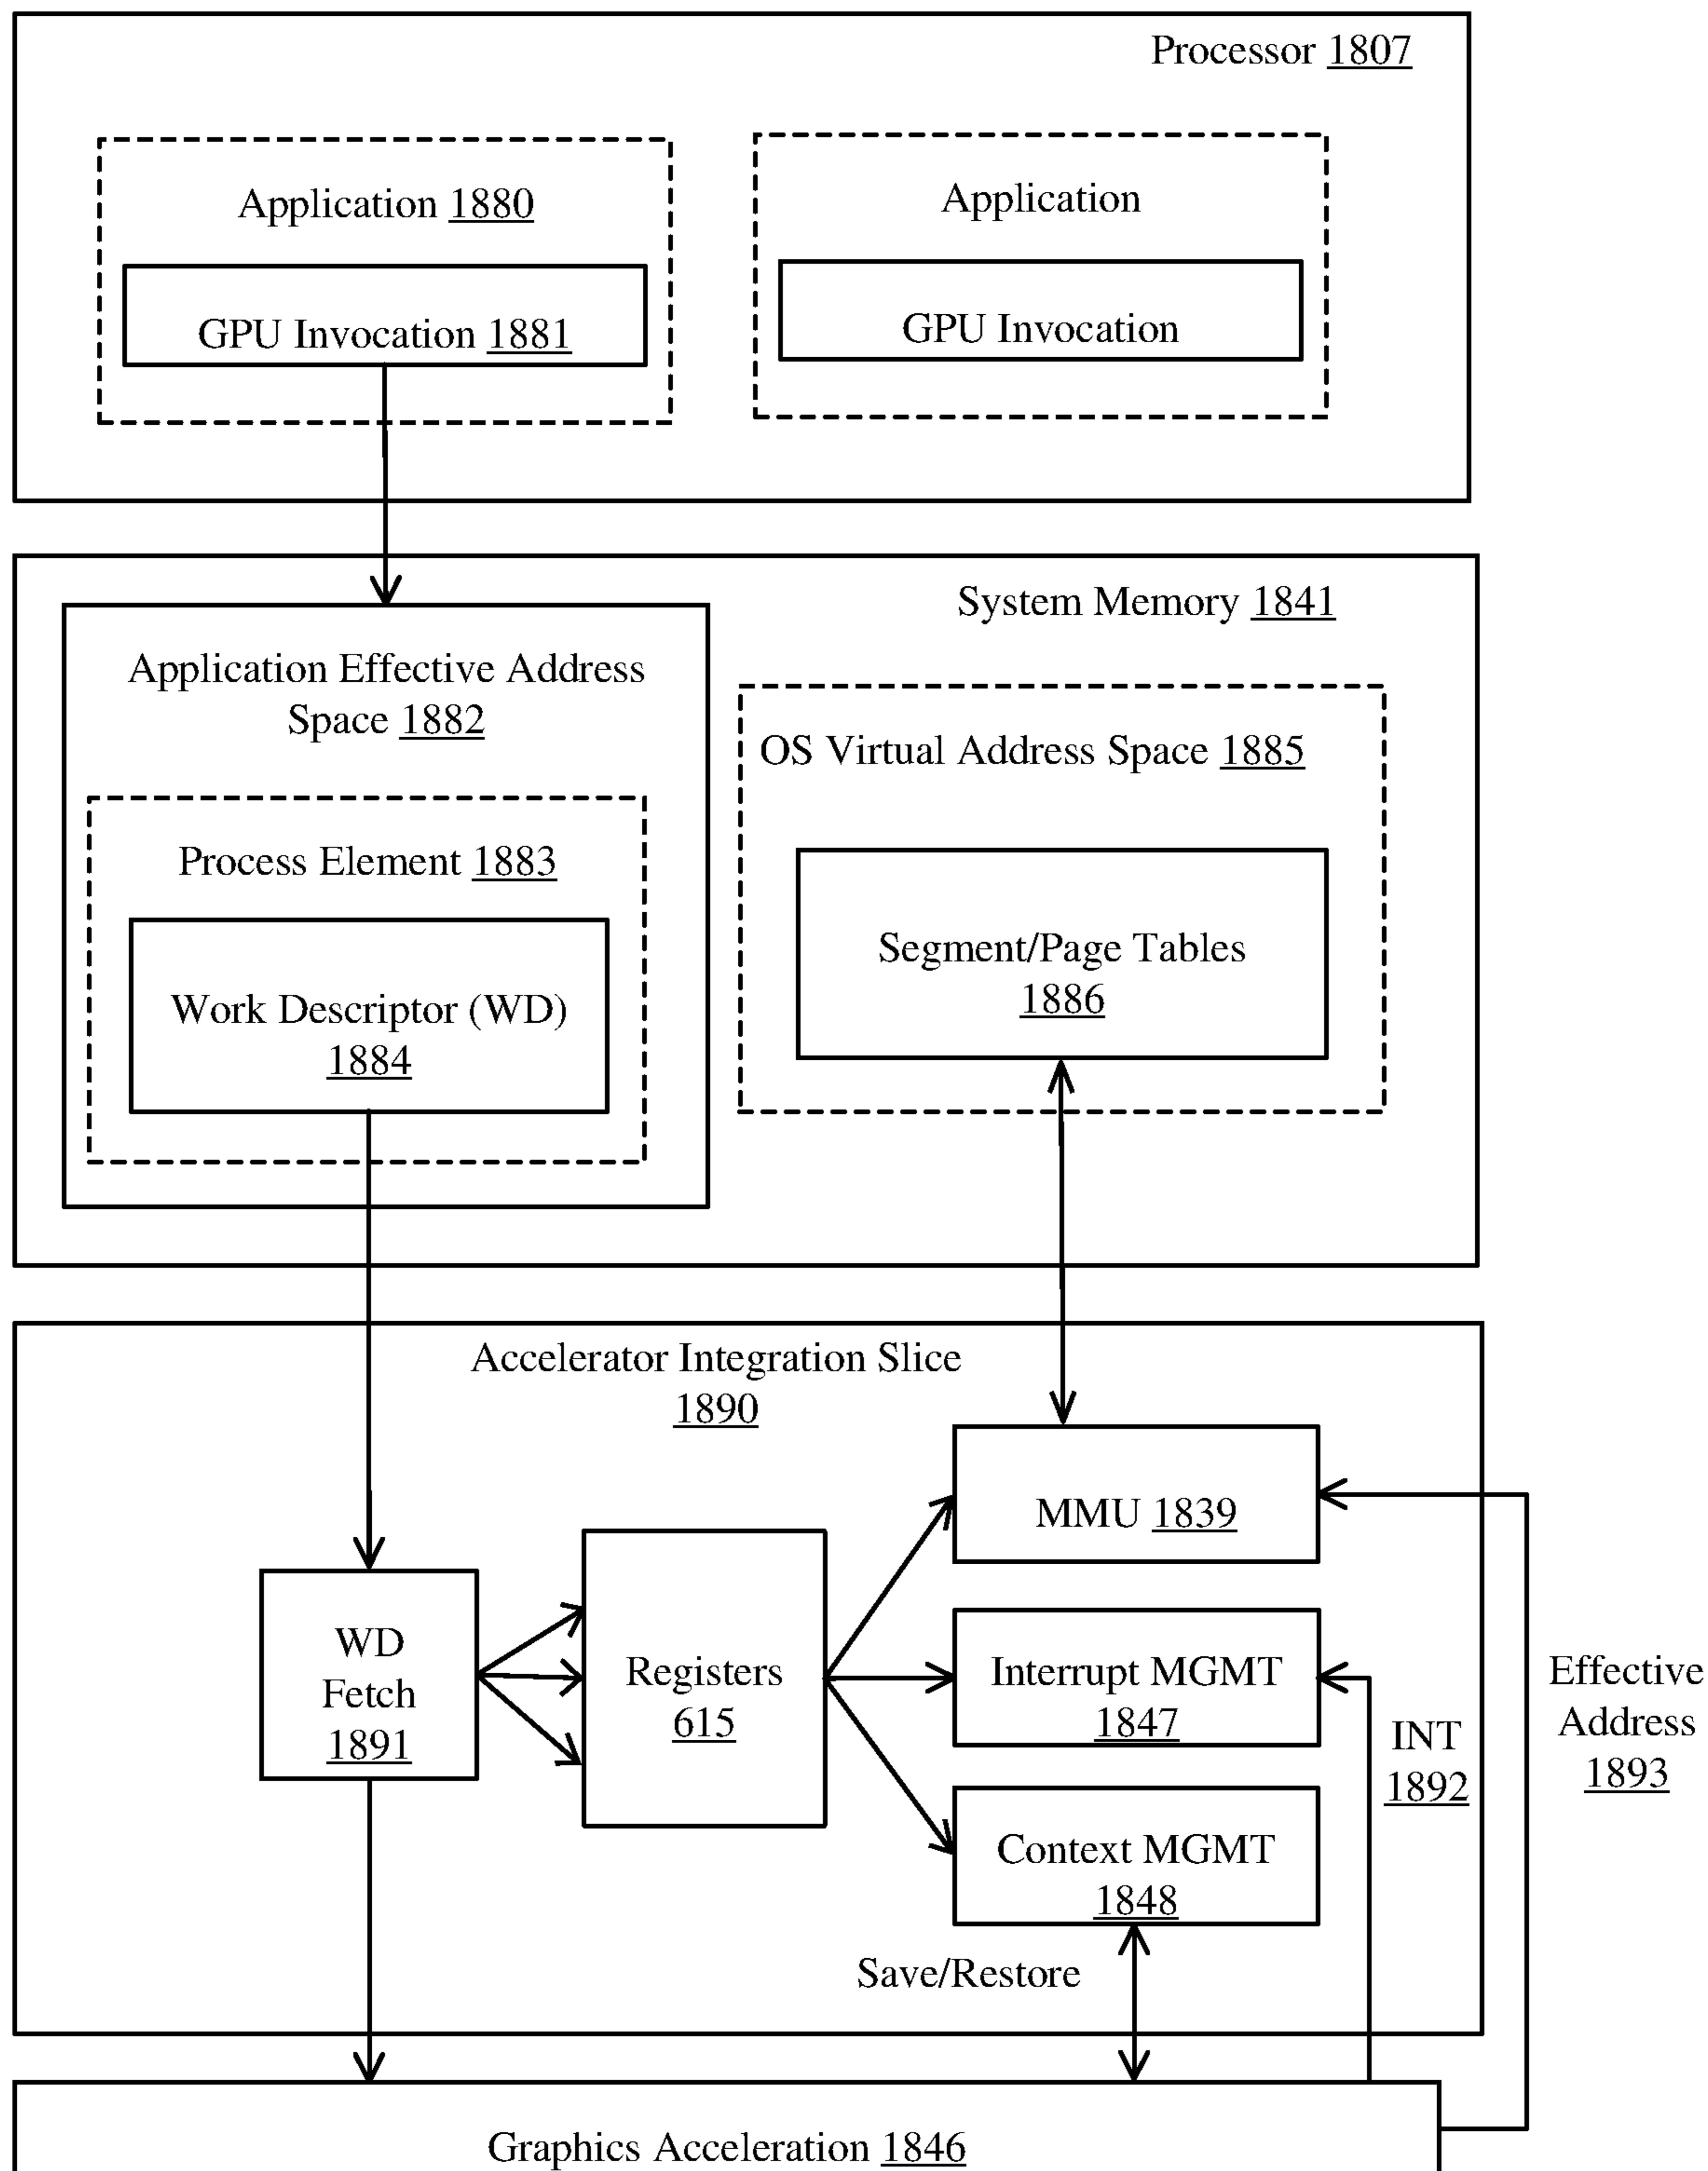 Processor 1807
Application 1880
GPU Invocation 1881
Application
GPU Invocation
System Memory 1841
Application Effective Address
Space 1882
Process Element 1883
Work Descriptor (WD)
1884
OS Virtual Address Space 1885
Segment/Page Tables
1886
Accelerator Integration Slice
1890
WD
Fetch
1891
Registers
615
MMU 1839
Interrupt MGMT
1847
Context MGMT
1848
Save/Restore
INT
1892
Effective
Address
1893
Graphics Acceleration 1846